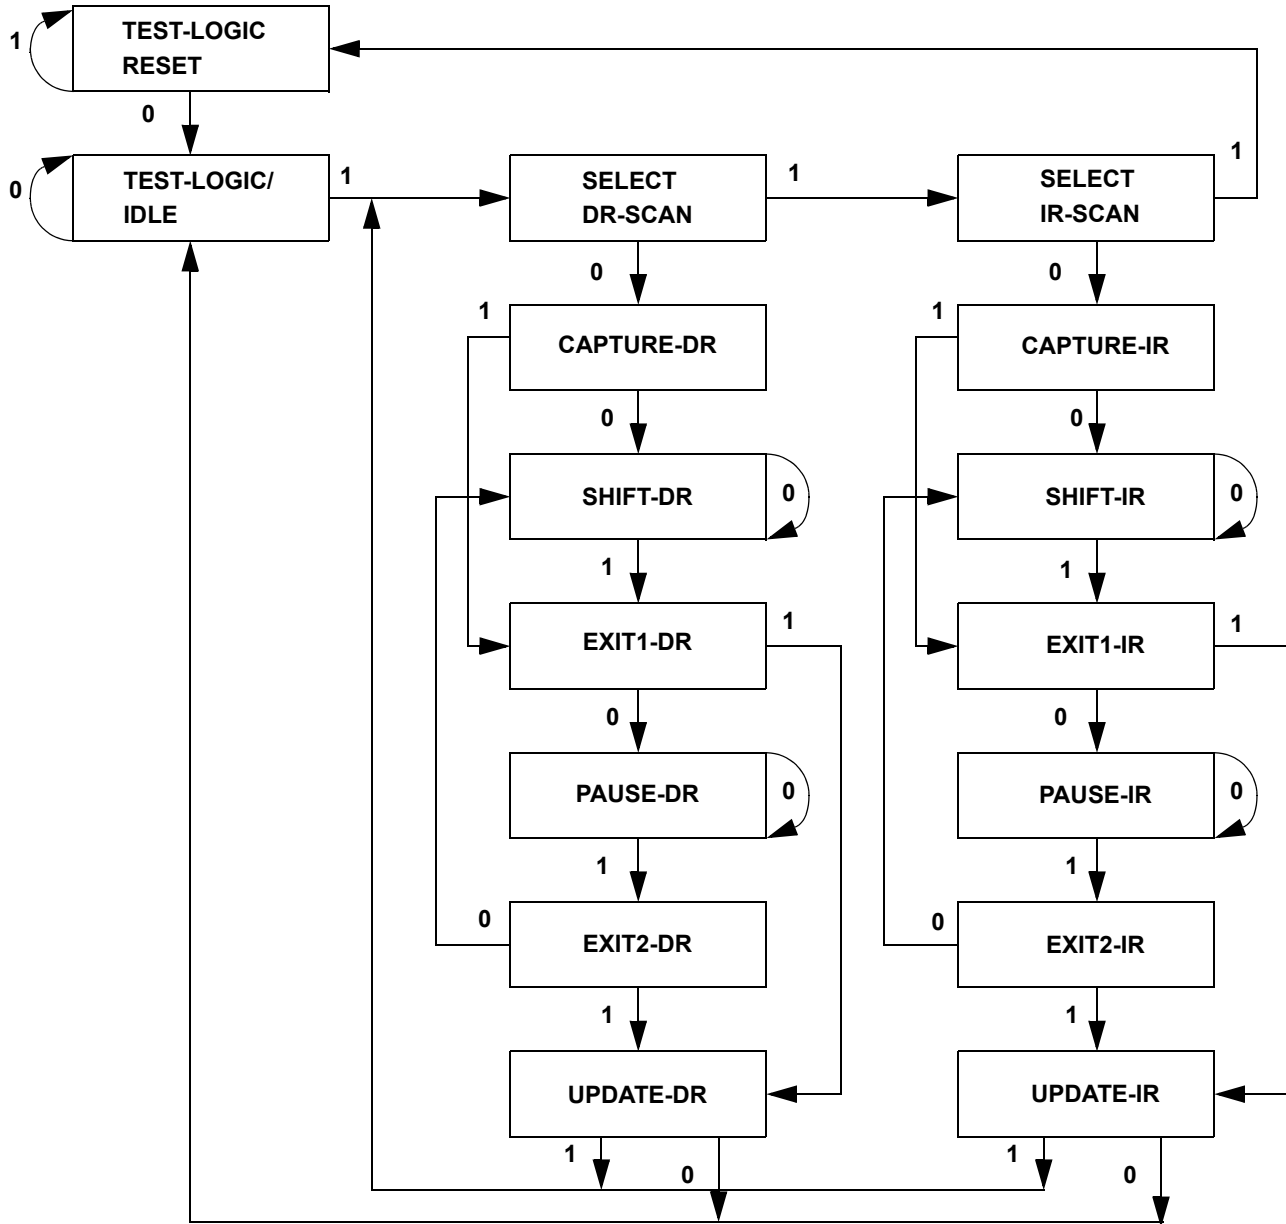 1
TEST-LOGIC
RESET
0
0
TEST-LOGIC/
IDLE
1
SELECT
DR-SCAN
1
SELECT
IR-SCAN
1
0
0
1
CAPTURE-DR
1
CAPTURE-IR
0
0
SHIFT-DR
0
SHIFT-IR
0
1
1
EXIT1-DR
1
EXIT1-IR
1
0
0
PAUSE-DR
0
PAUSE-IR
0
1
1
0
EXIT2-DR
0
EXIT2-IR
1
1
UPDATE-DR
UPDATE-IR
1
0
1
0